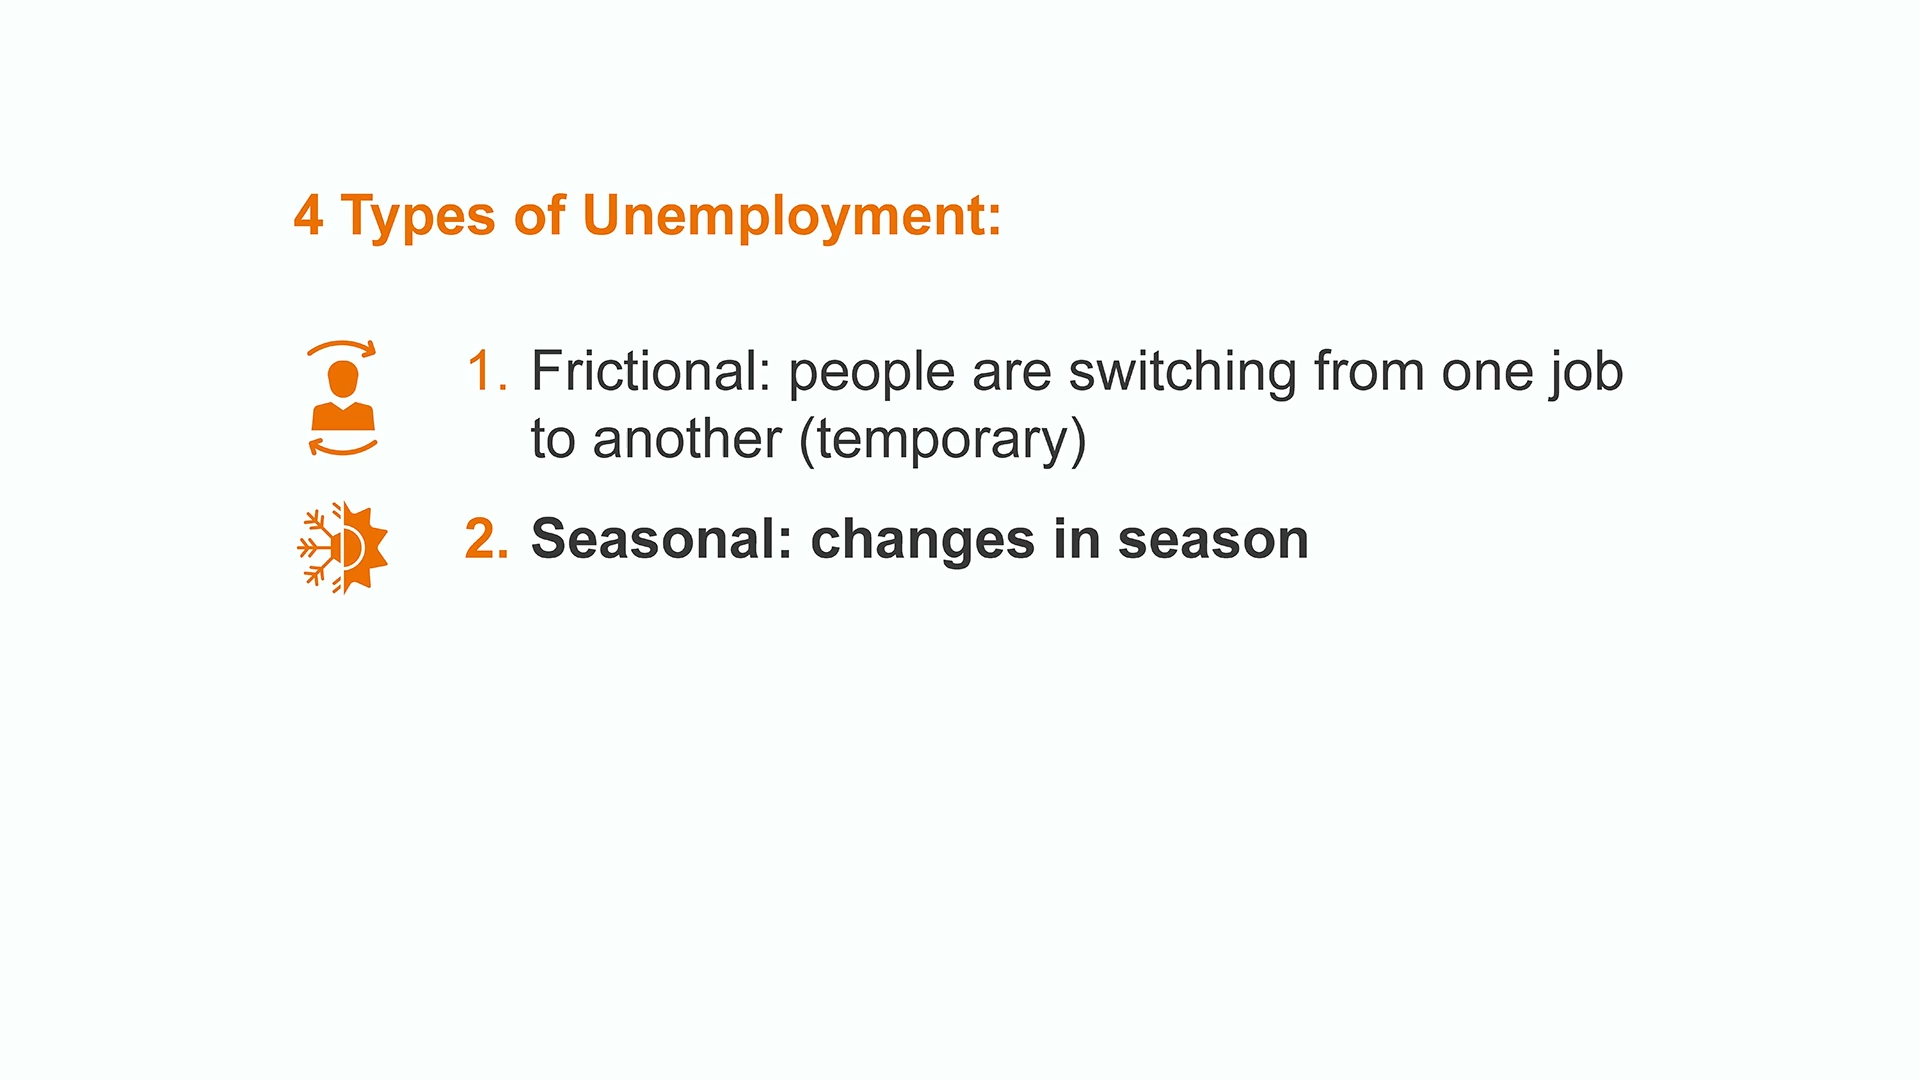 4 Types of Unemployment:
1. Frictional: people are switching from one job
to another (temporary)
2. Seasonal: changes in season